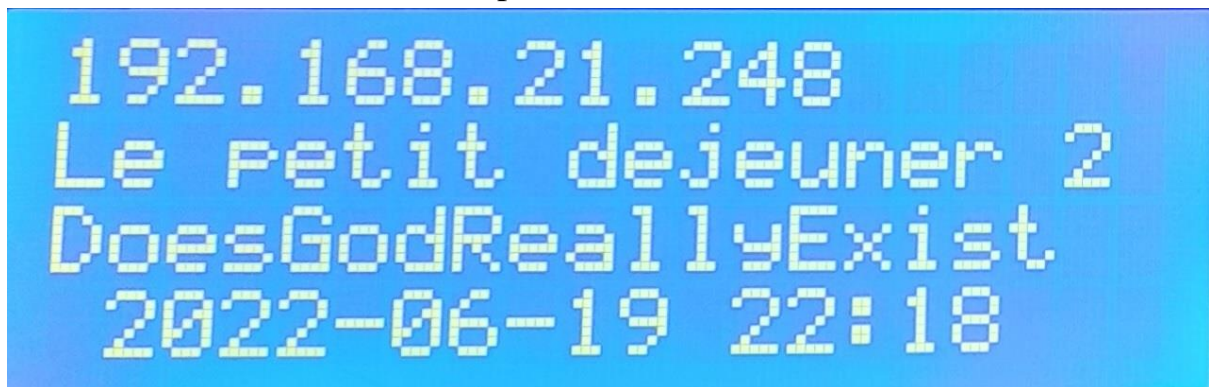 192.168.21.248
Le petit dejeuner 2
DoesGodReallyExist
2022-06-19 22:18